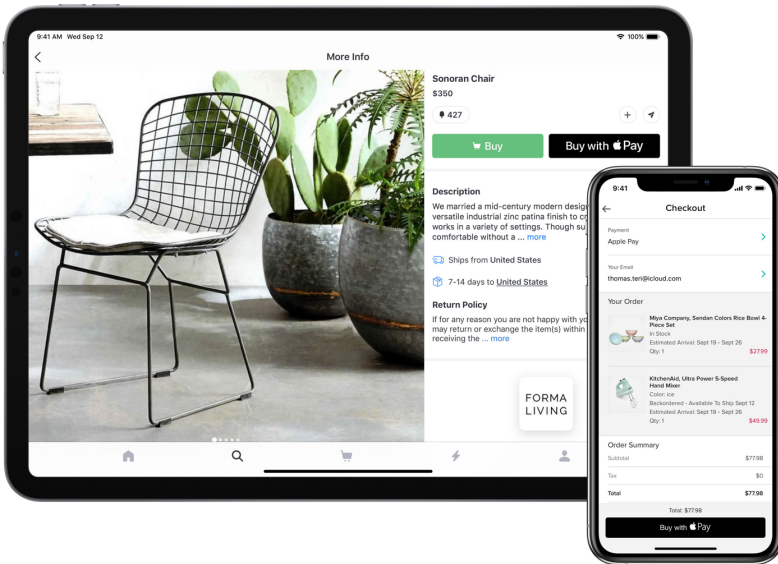 9:41 AM Wed Sep 12
100%
More Info
Sonoran Chair
$350
427
Buy
Buy with Pay
Description
We married a mid-century modern desig
versatile industrial zinc patina finish to cr
works in a variety of settings. Though su
comfortable without a ... more
Ships from United States
7-14 days to United States
Return Policy
If for any reason you are not happy with yo
may return or exchange the item(s) within
receiving the ... more
FORMA
LIVING
9:41
Checkout
Payment
Apple Pay
Your Email
thomas.teri@icloud.com
Your Order
Miya Company, Sendan Colors Rice Bowl 4-
Piece Set
In Stock
Estimated Arrival: Sept 19 - Sept 26
Qty: 1
$27.99
KitchenAid, Ultra Power 5-Speed
Hand Mixer
Color: ice
Backordered - Available To Ship Sept 12
Estimated Arrival: Sept 19 - Sept 26
Qty: 1
$49.99
Order Summary
Subtotal
$77.98
Tax
$0
Total
$77.98
Total: $77.98
Buy with Pay